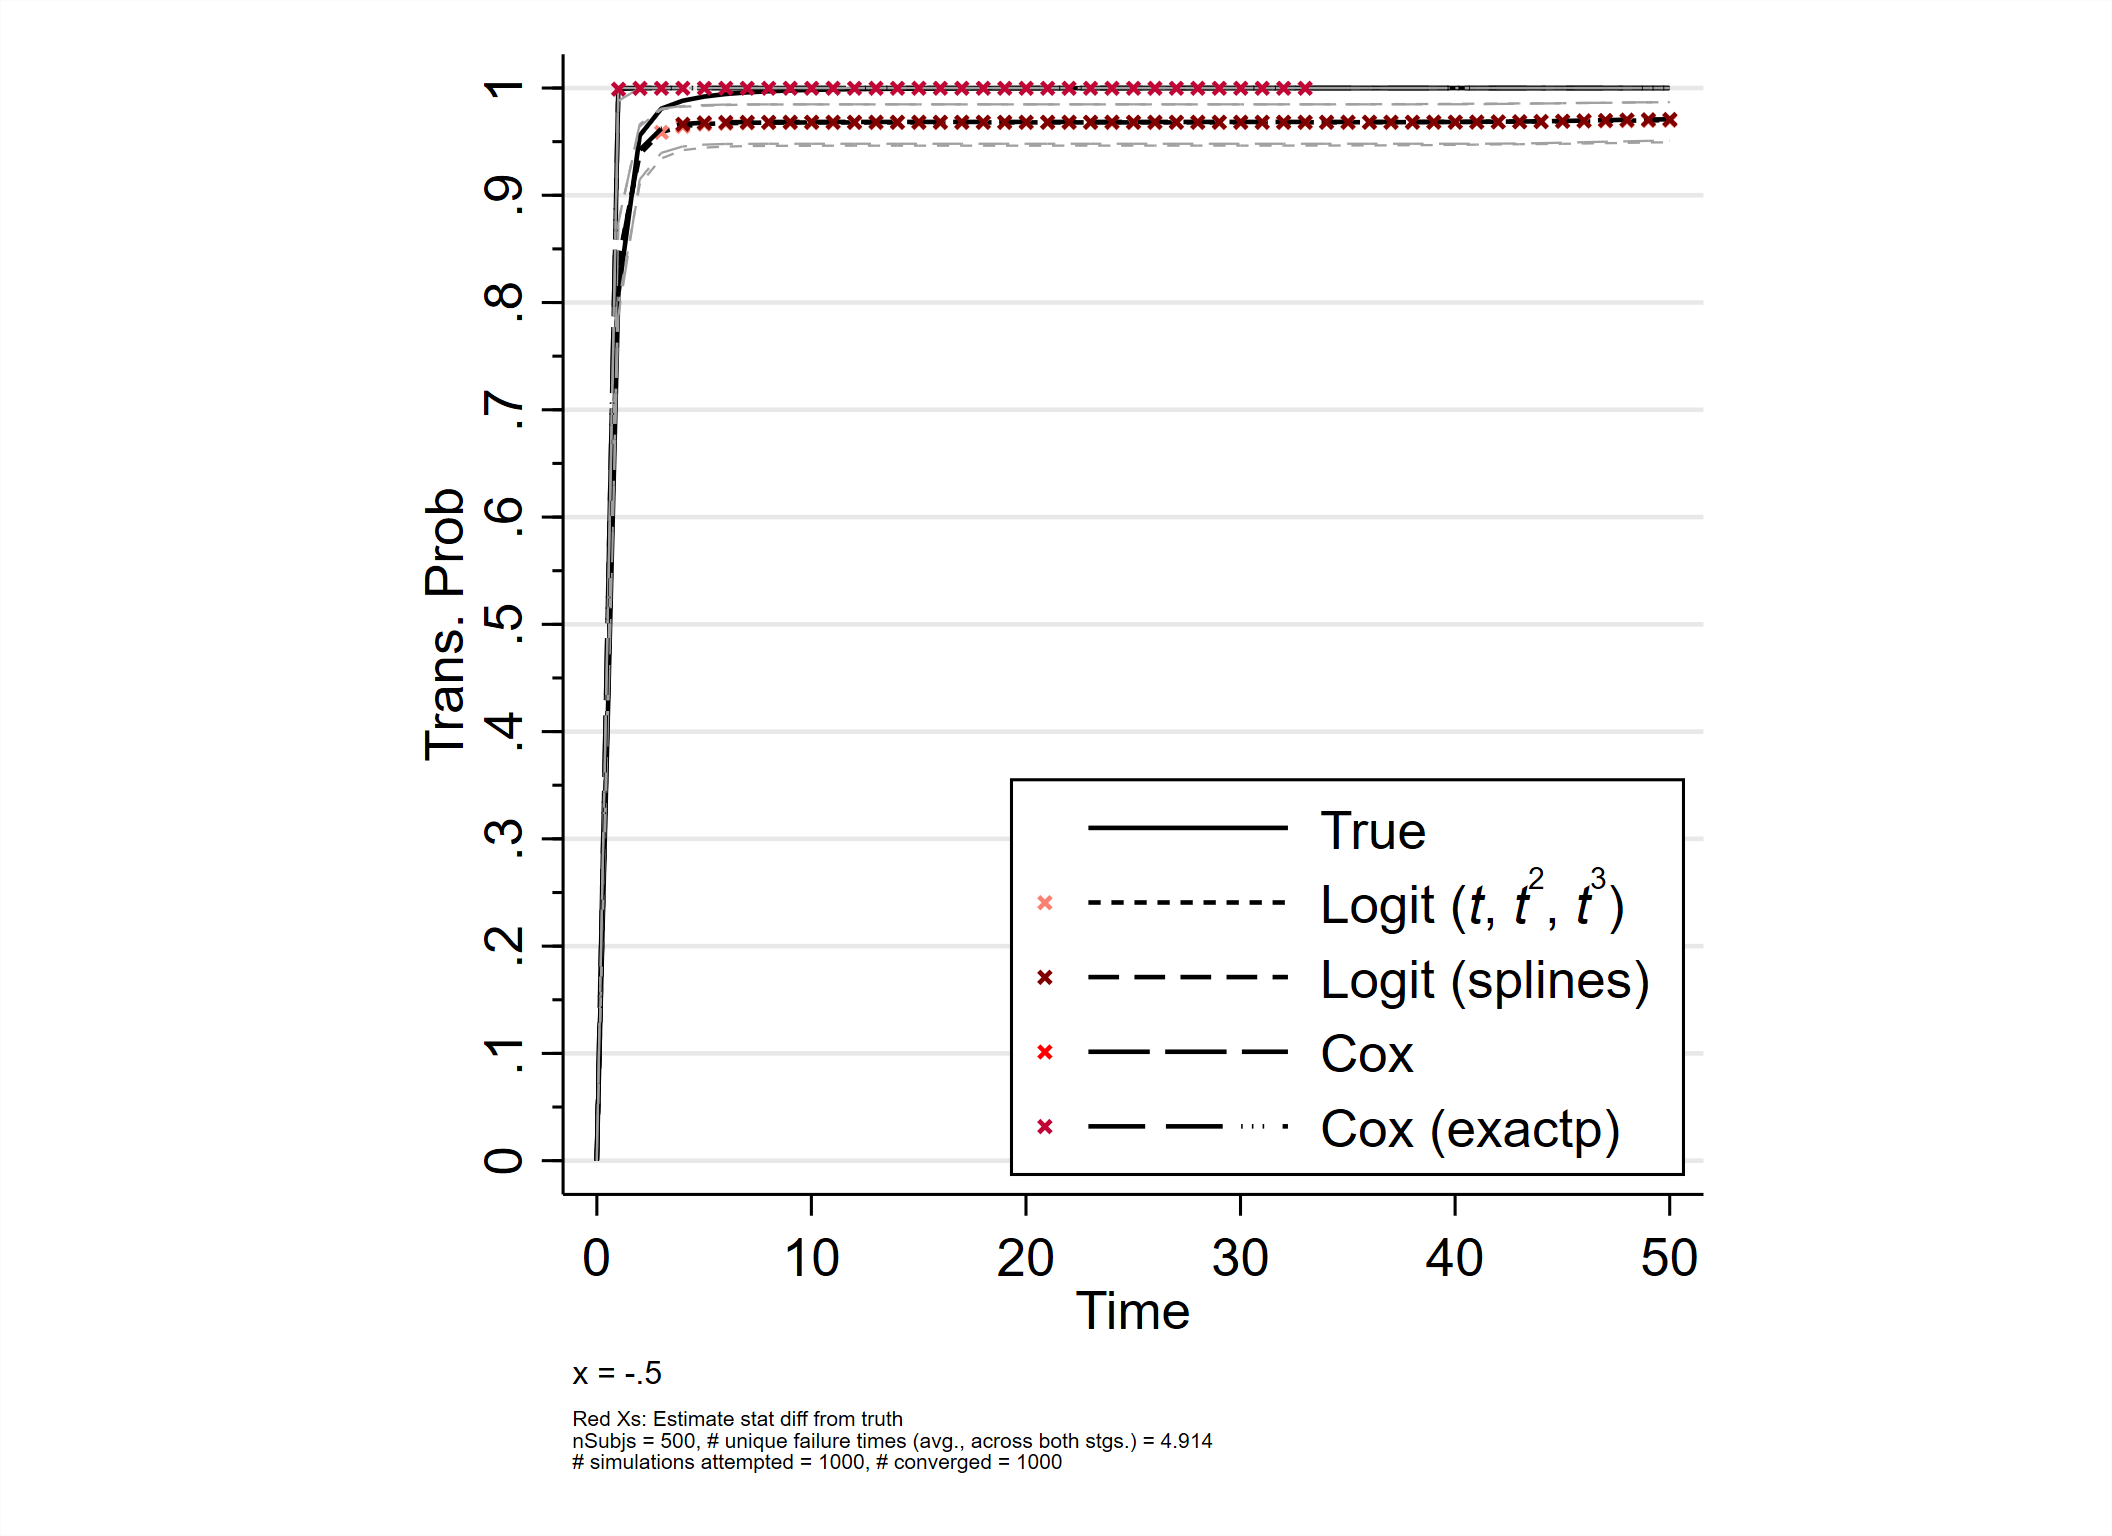 Trans. Prob
1
.9
.8
.7
.6
.5
.4
.3
.2
.1
0
True
Logit (t, t², t³)
Logit (splines)
Cox
Cox (exactp)
0 10 20 30 40 50
Time
x = -.5
Red Xs: Estimate stat diff from truth
nSubjs = 500, # unique failure times (avg., across both stgs.) = 4.914
# simulations attempted = 1000, # converged = 1000